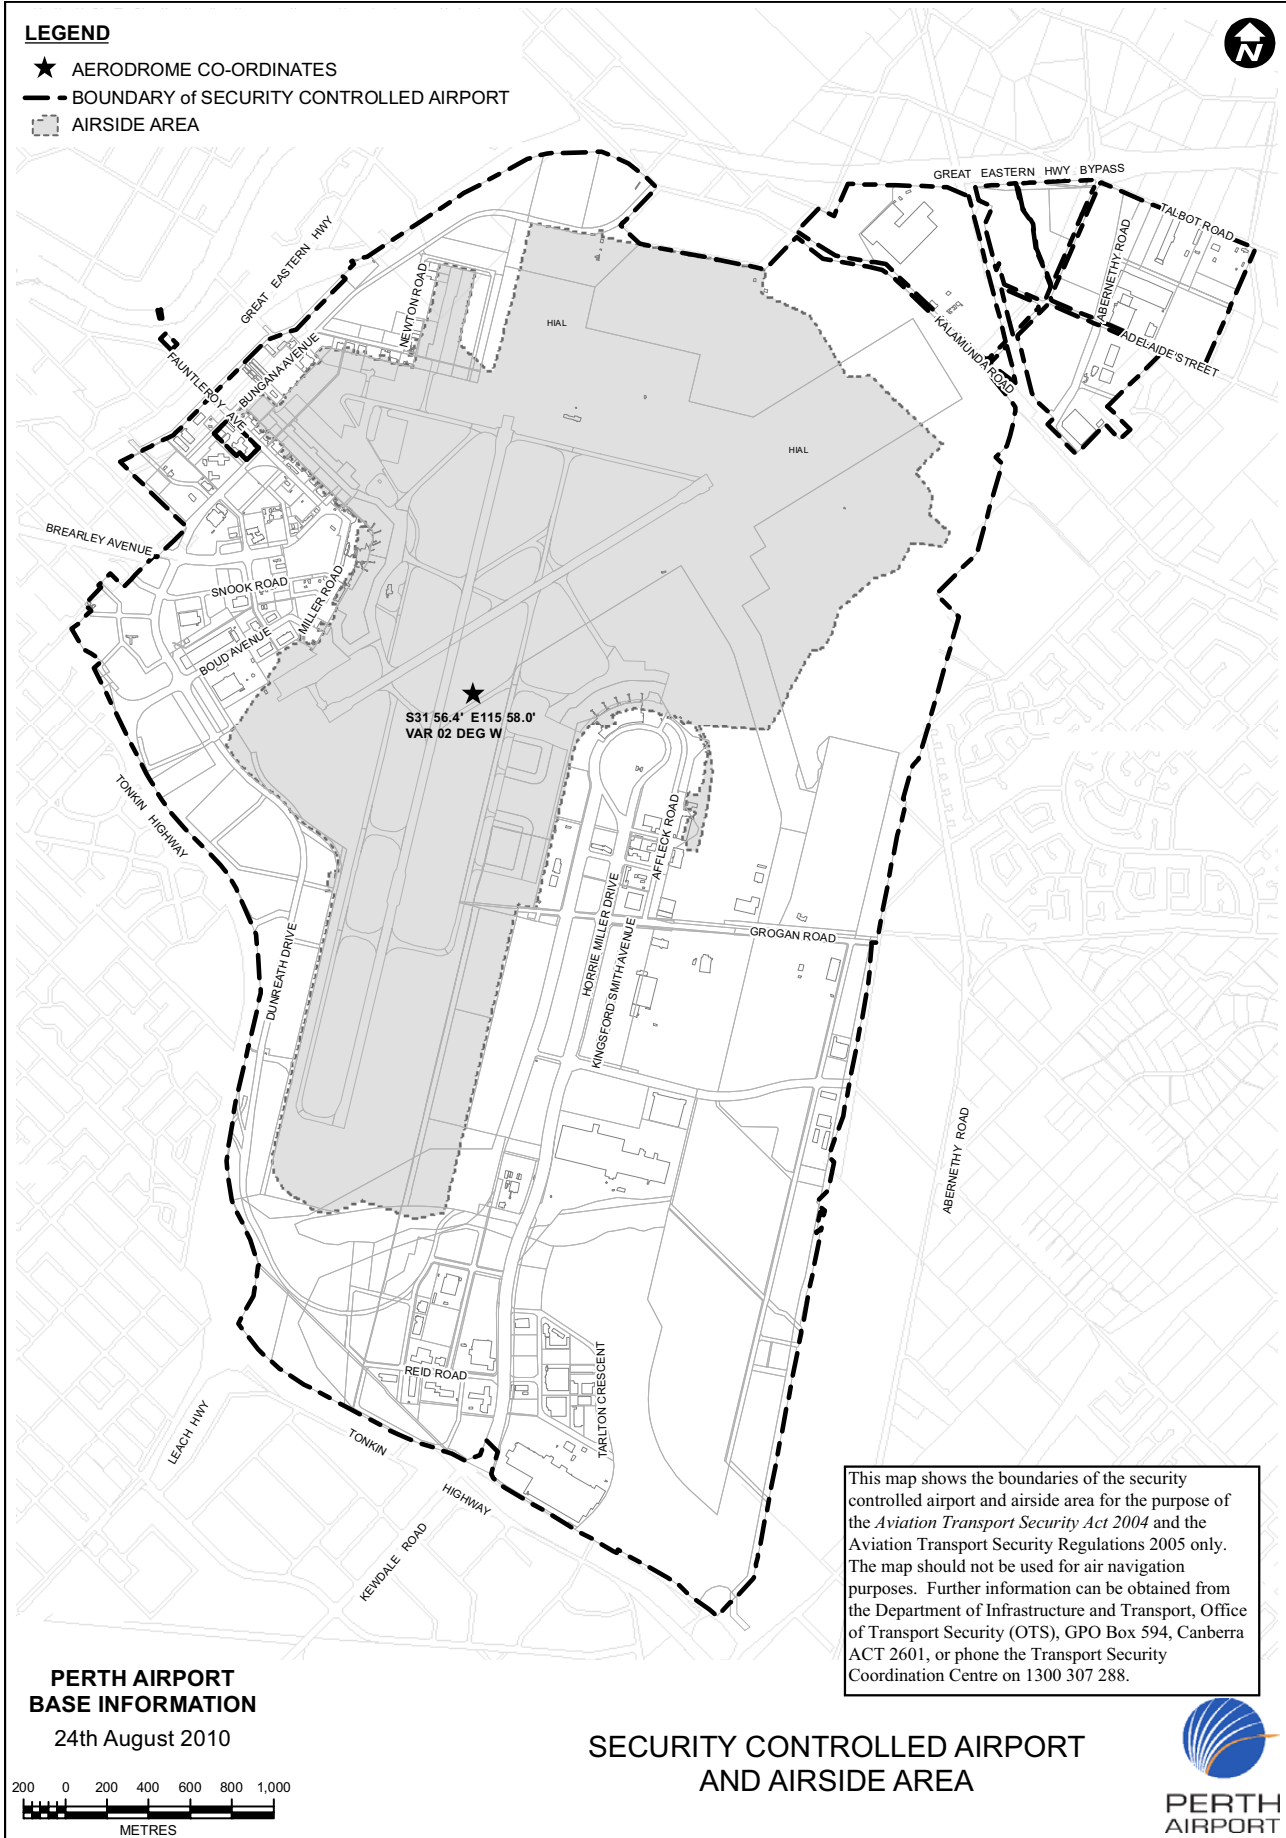 LEGEND
AERODROME CO-ORDINATES
BOUNDARY of SECURITY CONTROLLED AIRPORT
AIRSIDE AREA
N
GREAT EASTERN HWY BYPASS
TALBOT ROAD
ABERNETHY ROAD
GREAT EASTERN HWY
NEWTON ROAD
HIAL
KALAMUNDA ROAD
ADELAIDE STREET
BUNGANA AVENUE
FAUNTLEROY AVE
HIAL
BREARLEY AVENUE
SNOOK ROAD
MILLER ROAD
BOUD AVENUE
S31 56.4' E115 58.0'
VAR 02 DEG W
TONKIN HIGHWAY
AFFLECK ROAD
HORRIE MILLER DRIVE
KINGSFORD SMITH AVENUE
GROGAN ROAD
DUNREATH DRIVE
ABERNETHY ROAD
REID ROAD
TARLTON CRESCENT
LEACH HWY
TONKIN
HIGHWAY
KEWDALE ROAD
This map shows the boundaries of the security
controlled airport and airside area for the purpose of
the Aviation Transport Security Act 2004 and the
Aviation Transport Security Regulations 2005 only.
The map should not be used for air navigation
purposes. Further information can be obtained from
the Department of Infrastructure and Transport, Office
of Transport Security (OTS), GPO Box 594, Canberra
ACT 2601, or phone the Transport Security
Coordination Centre on 1300 307 288.
PERTH AIRPORT
BASE INFORMATION
24th August 2010
200 0 200 400 600 800 1,000
METRES
SECURITY CONTROLLED AIRPORT
AND AIRSIDE AREA
PERTH
AIRPORT